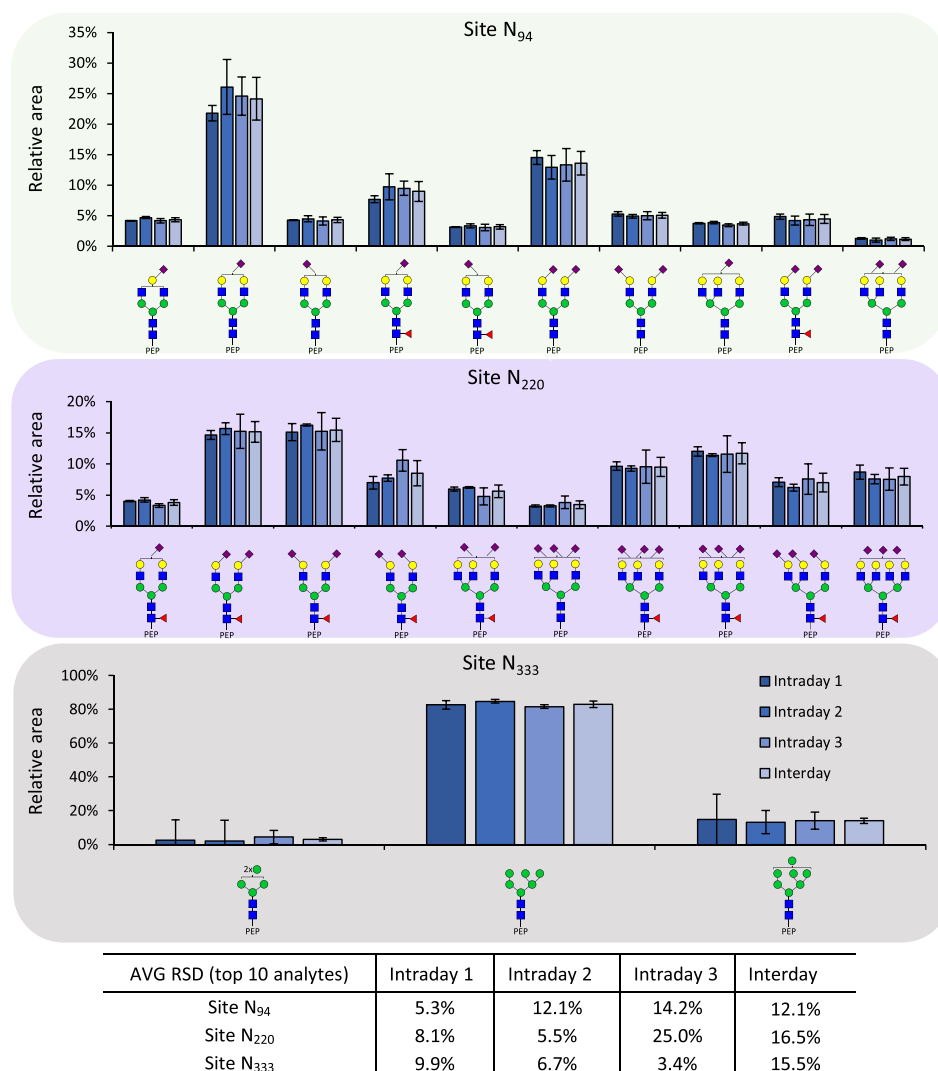 Site N94
Relative area
35%
30%
25%
20%
15%
10%
5%
0%
PEP PEP PEP PEP PEP PEP PEP PEP PEP PEP
Site N220
Relative area
20%
15%
10%
5%
0%
PEP PEP PEP PEP PEP PEP PEP PEP PEP PEP
Site N333
Relative area
100%
80%
60%
40%
20%
0%
Intraday 1
Intraday 2
Intraday 3
Interday
2x
PEP PEP PEP
AVG RSD (top 10 analytes) Intraday 1 Intraday 2 Intraday 3 Interday
Site N94 5.3% 12.1% 14.2% 12.1%
Site N220 8.1% 5.5% 25.0% 16.5%
Site N333 9.9% 6.7% 3.4% 15.5%